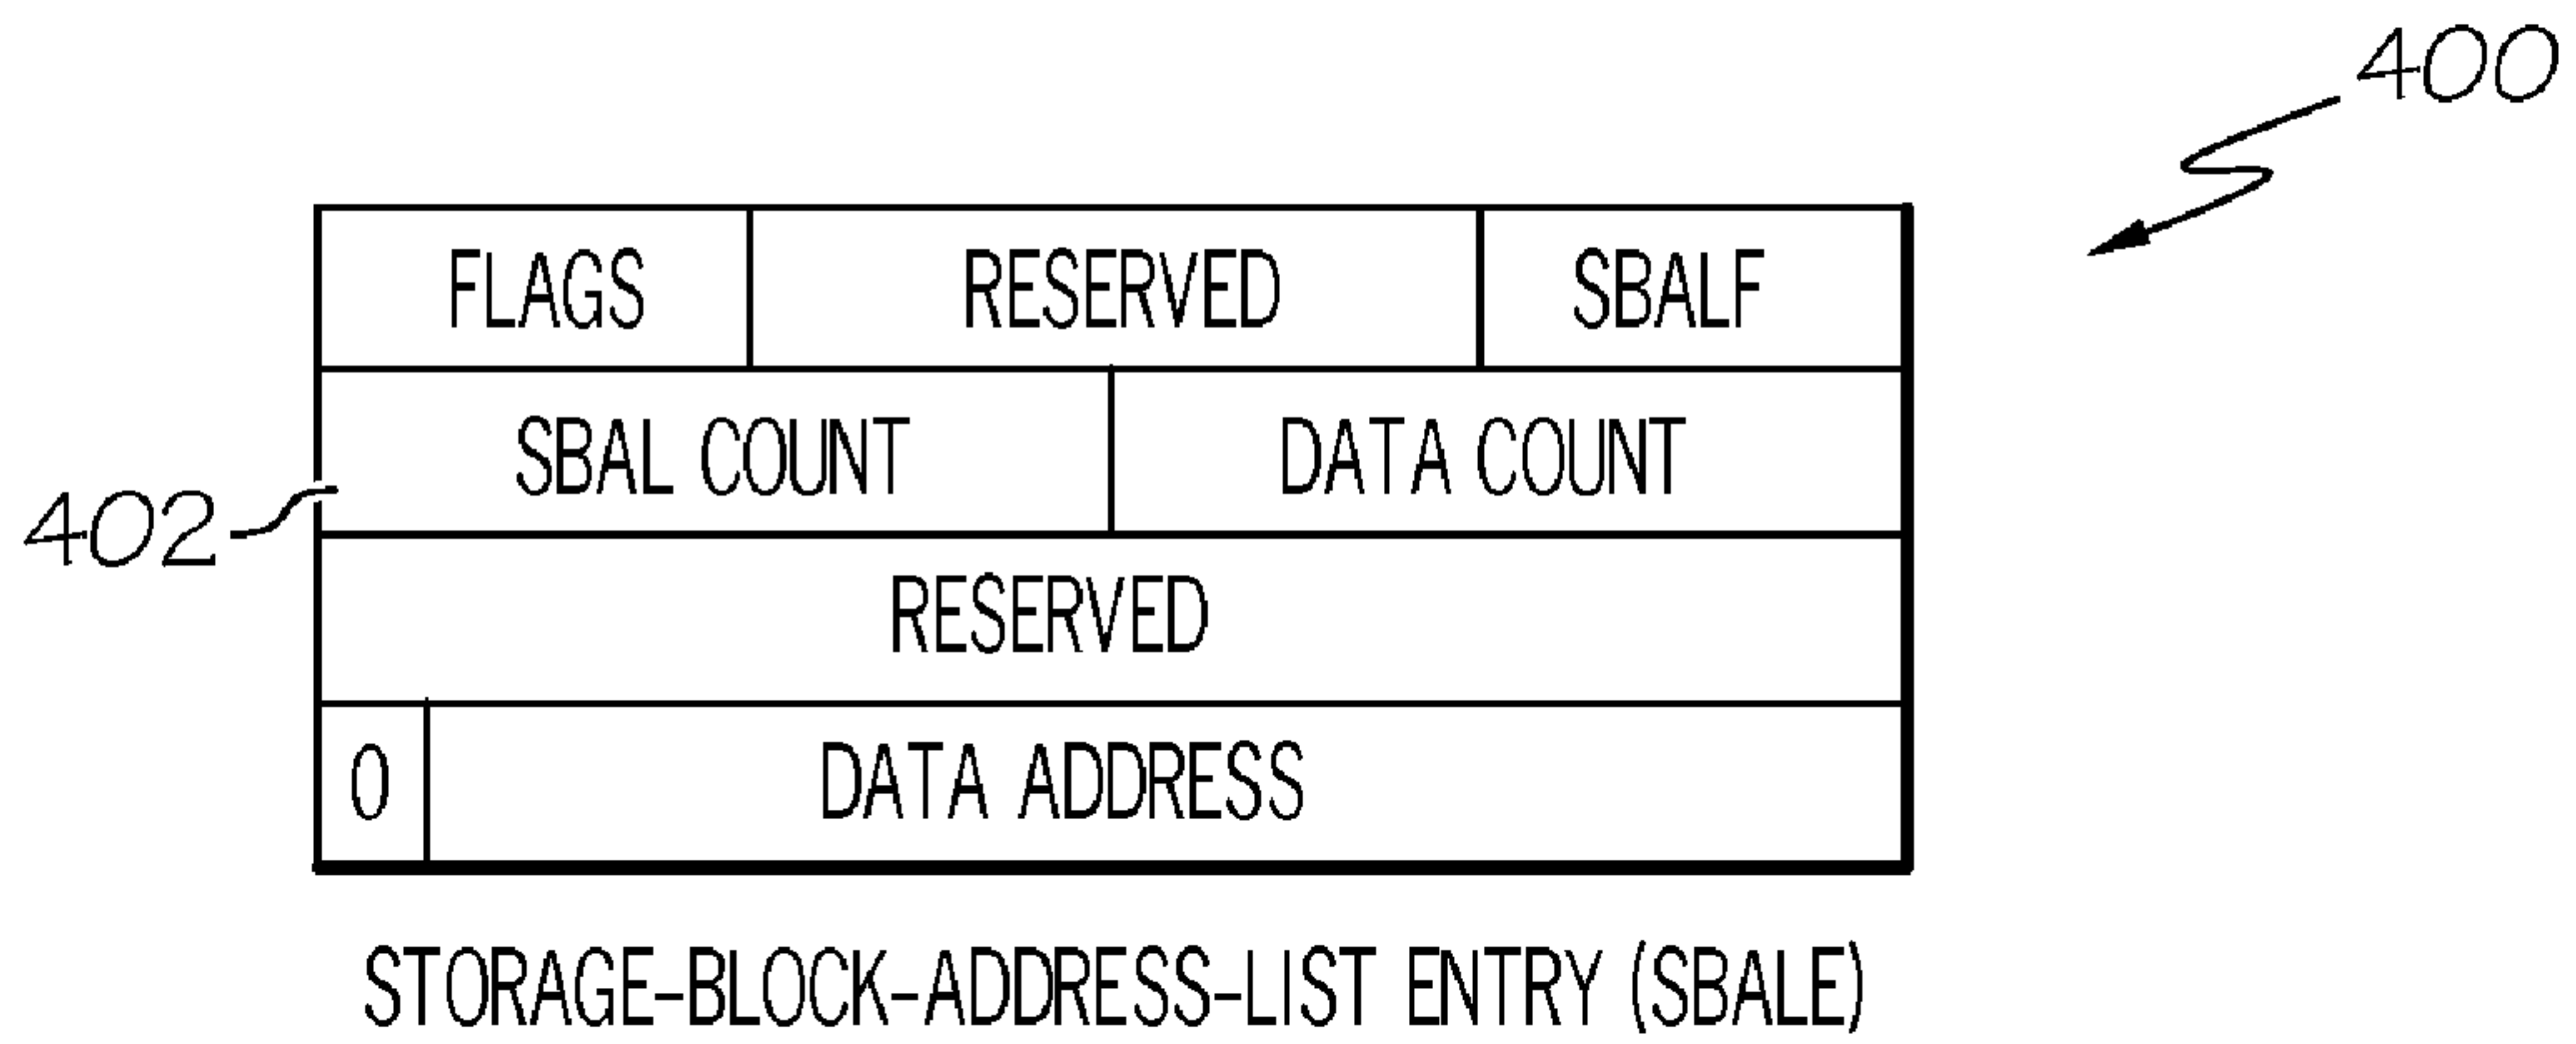 400
FLAGS RESERVED SBALF
SBAL COUNT DATA COUNT
402
RESERVED
0 DATA ADDRESS
STORAGE-BLOCK-ADDRESS-LIST ENTRY (SBALE)